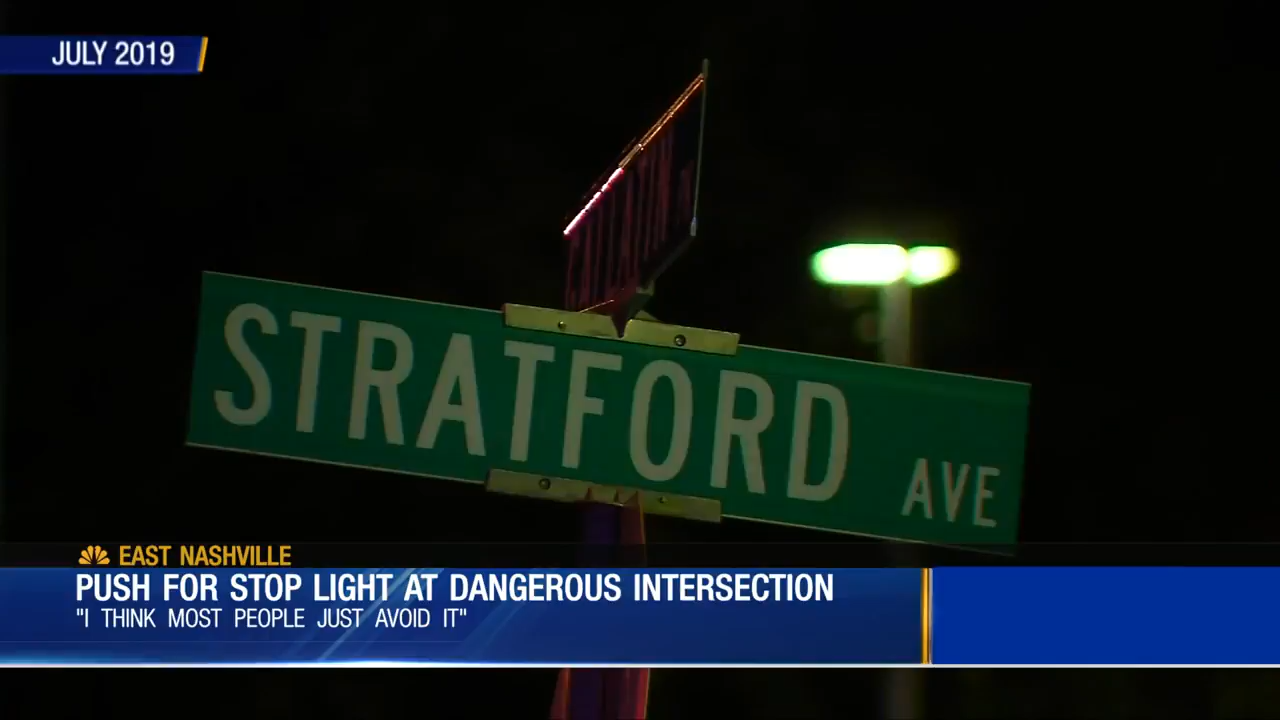 JULY 2019
STRATFORD AVE
EAST NASHVILLE
PUSH FOR STOP LIGHT AT DANGEROUS INTERSECTION
"I THINK MOST PEOPLE JUST AVOID IT"